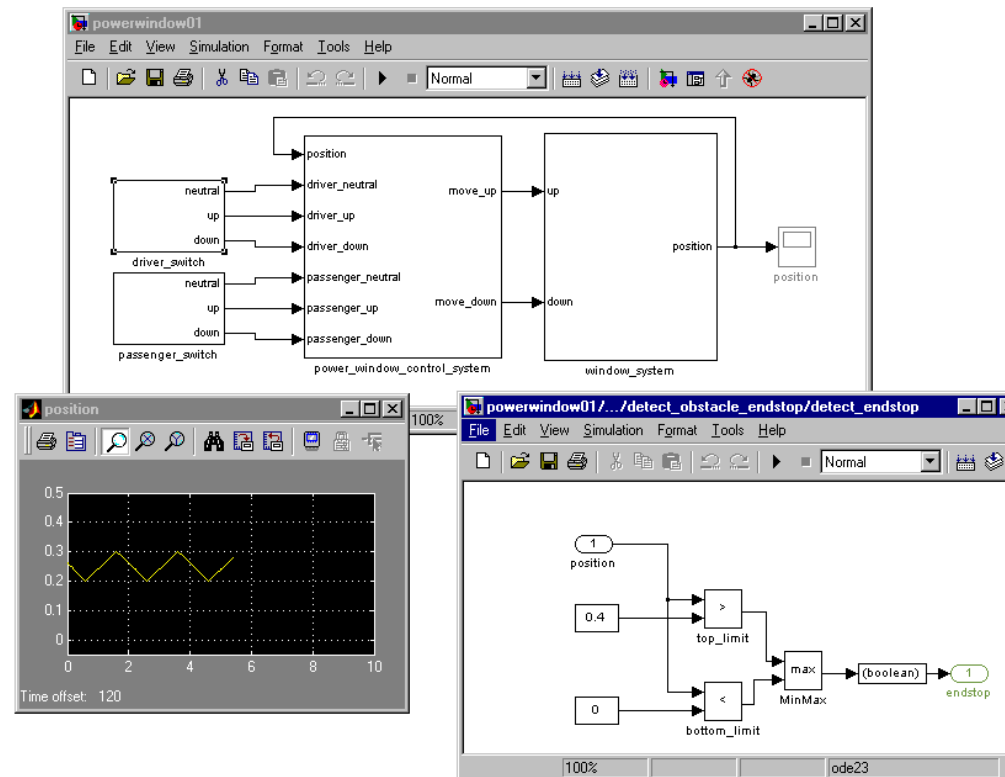 powerwindow01
File Edit View Simulation Format Tools Help
Normal
position
driver_neutral
driver_up
driver_down
passenger_neutral
passenger_up
passenger_down
move_up
move_down
power_window_control_system
neutral
up
down
driver_switch
neutral
up
down
passenger_switch
up
down
position
window_system
position
100%
position
0.5
0.4
0.3
0.2
0.1
0
0 2 4 6 8 10
Time offset: 120
powerwindow01/.../detect_obstacle_endstop/detect_endstop
File Edit View Simulation Format Tools Help
Normal
1
position
0.4
>
top_limit
0
<
bottom_limit
max
MinMax
(boolean)
1
endstop
100% ode23